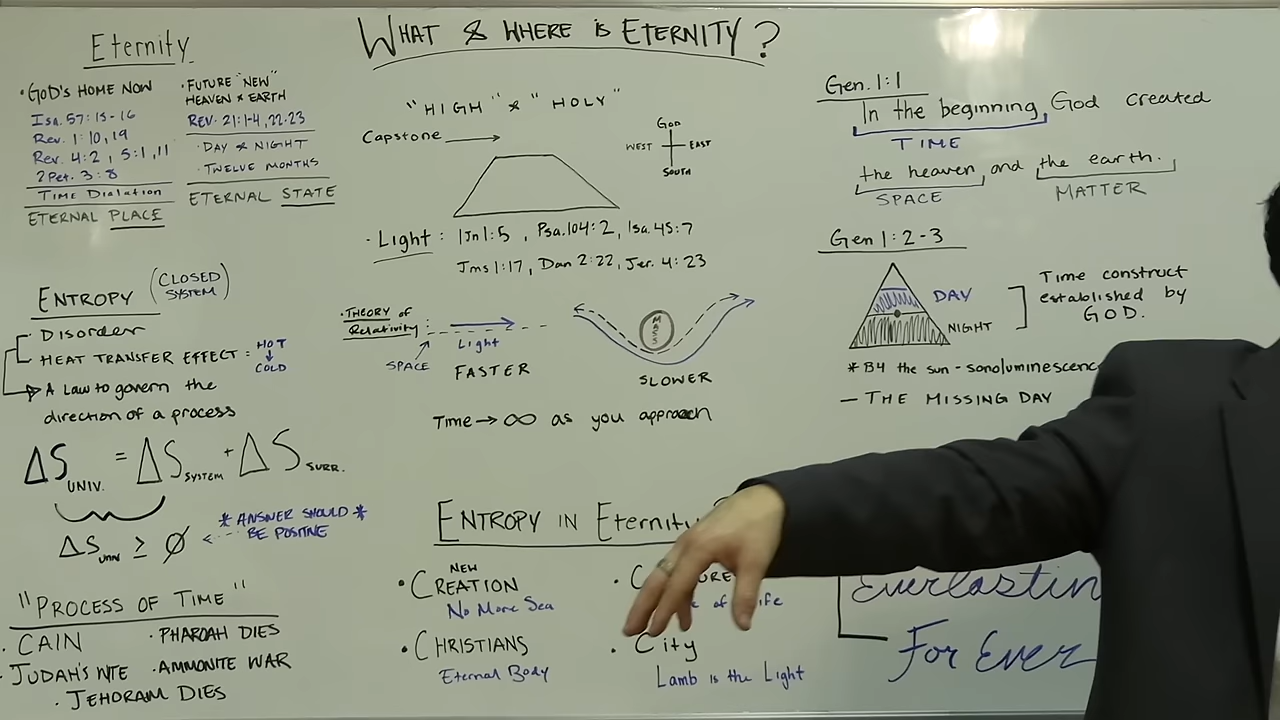 WHAT & WHERE IS ETERNITY?
Eternity
• GOD'S HOME NOW
Isa. 57:15-16
Rev. 1:10, 19
Rev. 4:2, 5:1, 11
2 Pet. 3:8
TIME DIALATION
ETERNAL PLACE
• FUTURE "NEW"
HEAVEN & EARTH
REV. 21:1-4, 22-23
• DAY & NIGHT
• TWELVE MONTHS
ETERNAL STATE
ENTROPY (CLOSED
SYSTEM)
• Disorder
• HEAT TRANSFER EFFECT: HOT
↓
COLD
A Law to govern the
direction of a process
ΔS UNIV. = ΔS SYSTEM + ΔS SURR.
ΔS UNIV ≥ Ø
* ANSWER SHOULD *
BE POSITIVE
"PROCESS OF TIME"
• CAIN
• JUDAH'S WIFE
• JEHORAM DIES
• PHAROAH DIES
• AMMONITE WAR
"HIGH" & "HOLY"
Capstone →
God
WEST EAST
SOUTH
• Light: 1 Jn 1:5, Psa. 104:2, Isa. 45:7
Jms 1:17, Dan 2:22, Jer. 4:23
• THEORY of
Relativity:
Light
SPACE
FASTER
MASS
SLOWER
Time → ∞ as you approach
ENTROPY IN Eternity
• NEW
CREATION
No More Sea
• CHRISTIANS
Eternal Body
• City
Lamb is the Light
Gen. 1:1
In the beginning, God created
TIME
the heaven, and the earth.
SPACE MATTER
Gen 1:2-3
DAY
NIGHT
Time construct
established by
GOD.
* B4 the sun - sonoluminescenc
— THE MISSING DAY
Everlastin
For Ever